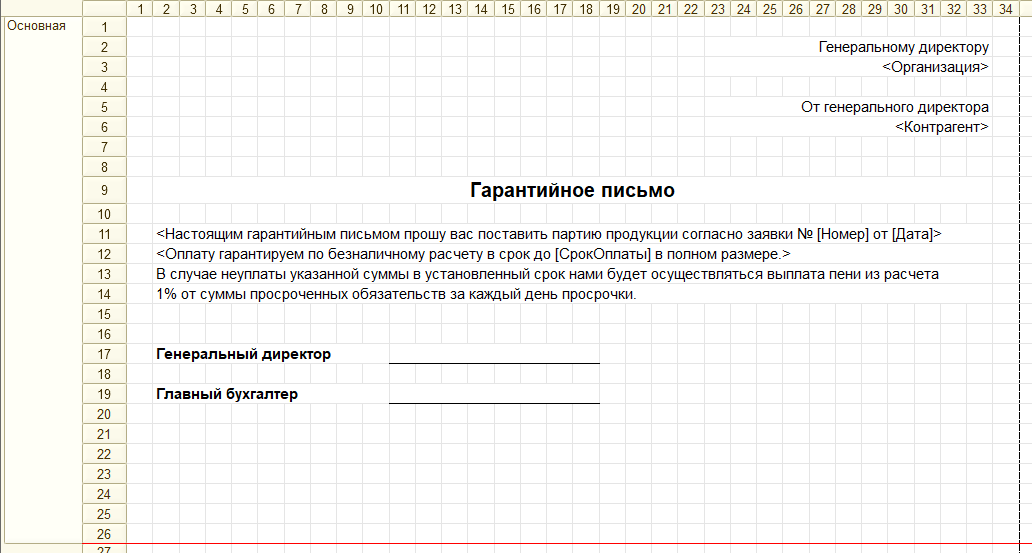 1 2 3 4 5 6 7 8 9 10 11 12 13 14 15 16 17 18 19 20 21 22 23 24 25 26 27 28 29 30 31 32 33 34
Основная 1
2 Генеральному директору
3 <Организация>
4
5 От генерального директора
6 <Контрагент>
7
8
9 Гарантийное письмо
10
11 <Настоящим гарантийным письмом прошу вас поставить партию продукции согласно заявки № [Номер] от [Дата]>
12 <Оплату гарантируем по безналичному расчету в срок до [СрокОплаты] в полном размере.>
13 В случае неуплаты указанной суммы в установленный срок нами будет осуществляться выплата пени из расчета
14 1% от суммы просроченных обязательств за каждый день просрочки.
15
16
17 Генеральный директор
18
19 Главный бухгалтер
20
21
22
23
24
25
26
27